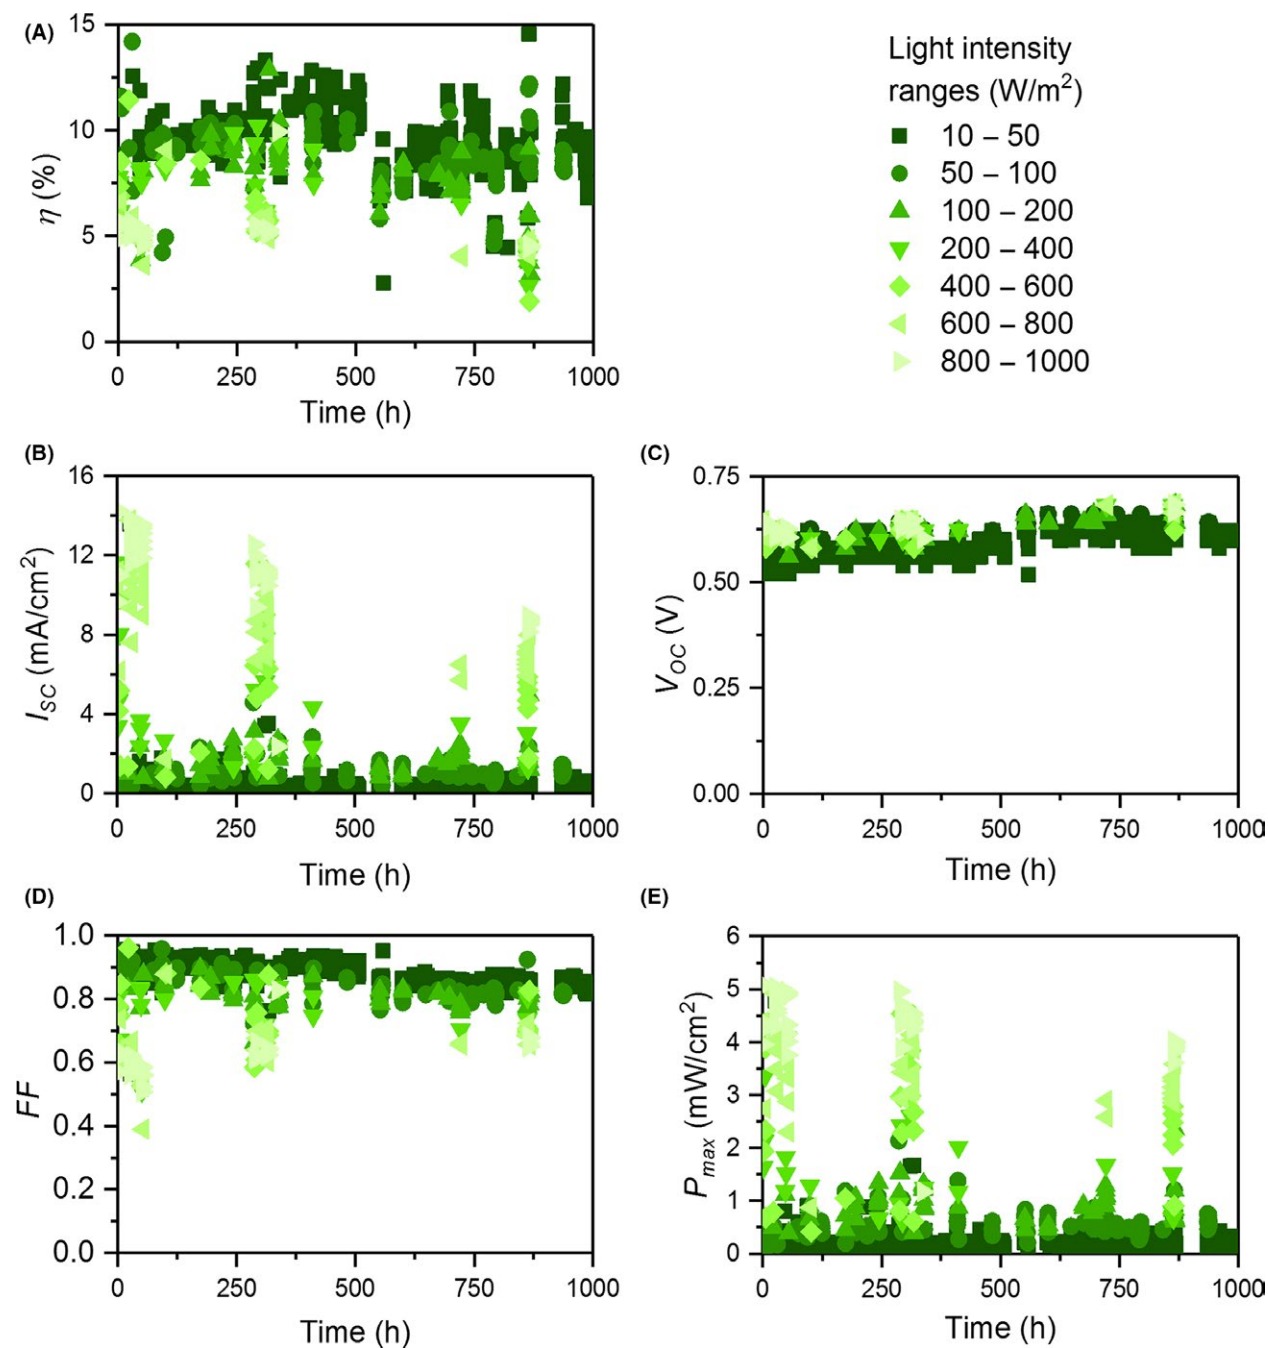 (A)
15
10
5
0
η (%)
0 250 500 750 1000
Time (h)
Light intensity
ranges (W/m²)
10 – 50
50 – 100
100 – 200
200 – 400
400 – 600
600 – 800
800 – 1000
(B)
16
12
8
4
0
I_SC (mA/cm²)
0 250 500 750 1000
Time (h)
(C)
0.75
0.50
0.25
0.00
V_OC (V)
0 250 500 750 1000
Time (h)
(D)
1.0
0.8
0.6
0.4
0.2
0.0
FF
0 250 500 750 1000
Time (h)
(E)
6
5
4
3
2
1
0
P_max (mW/cm²)
0 250 500 750 1000
Time (h)